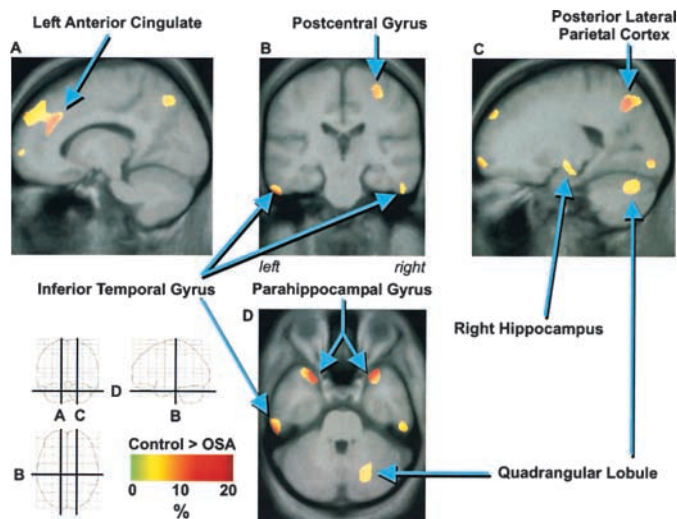 Left Anterior Cingulate
Postcentral Gyrus
Posterior Lateral
Parietal Cortex
A
B
C
left
right
Inferior Temporal Gyrus
Parahippocampal Gyrus
Right Hippocampus
D
D
A
C
B
B
Control > OSA
0
10
20
%
Quadrangular Lobule